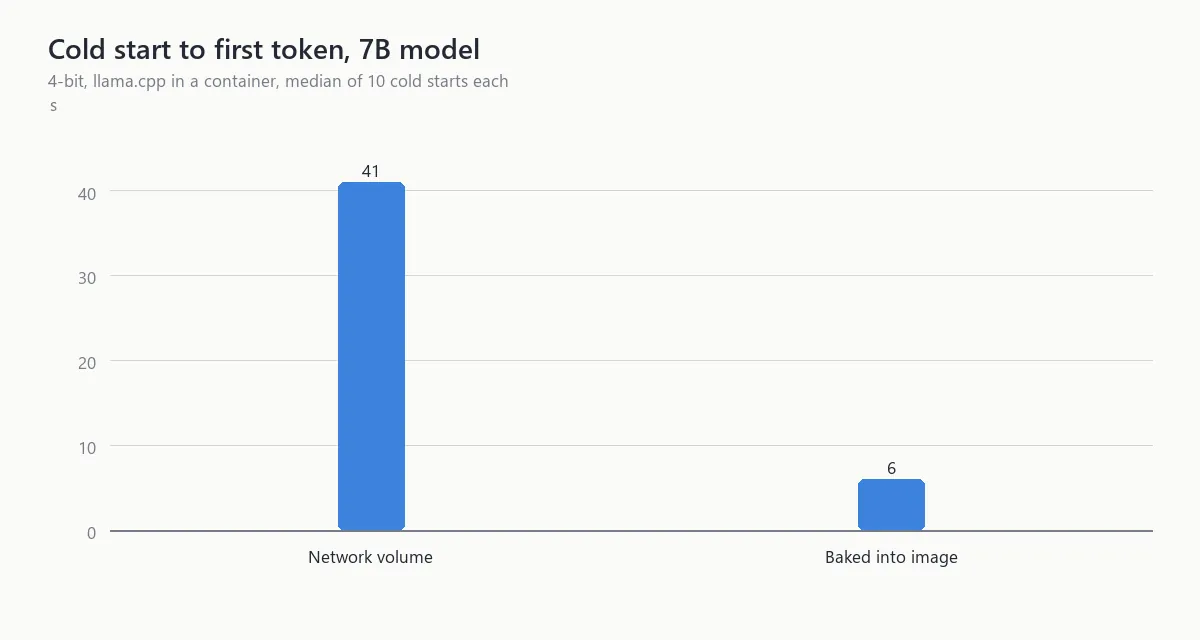 Cold start to first token, 7B model
4-bit, llama.cpp in a container, median of 10 cold starts each
s
41
40
30
20
10
6
0
Network volume
Baked into image